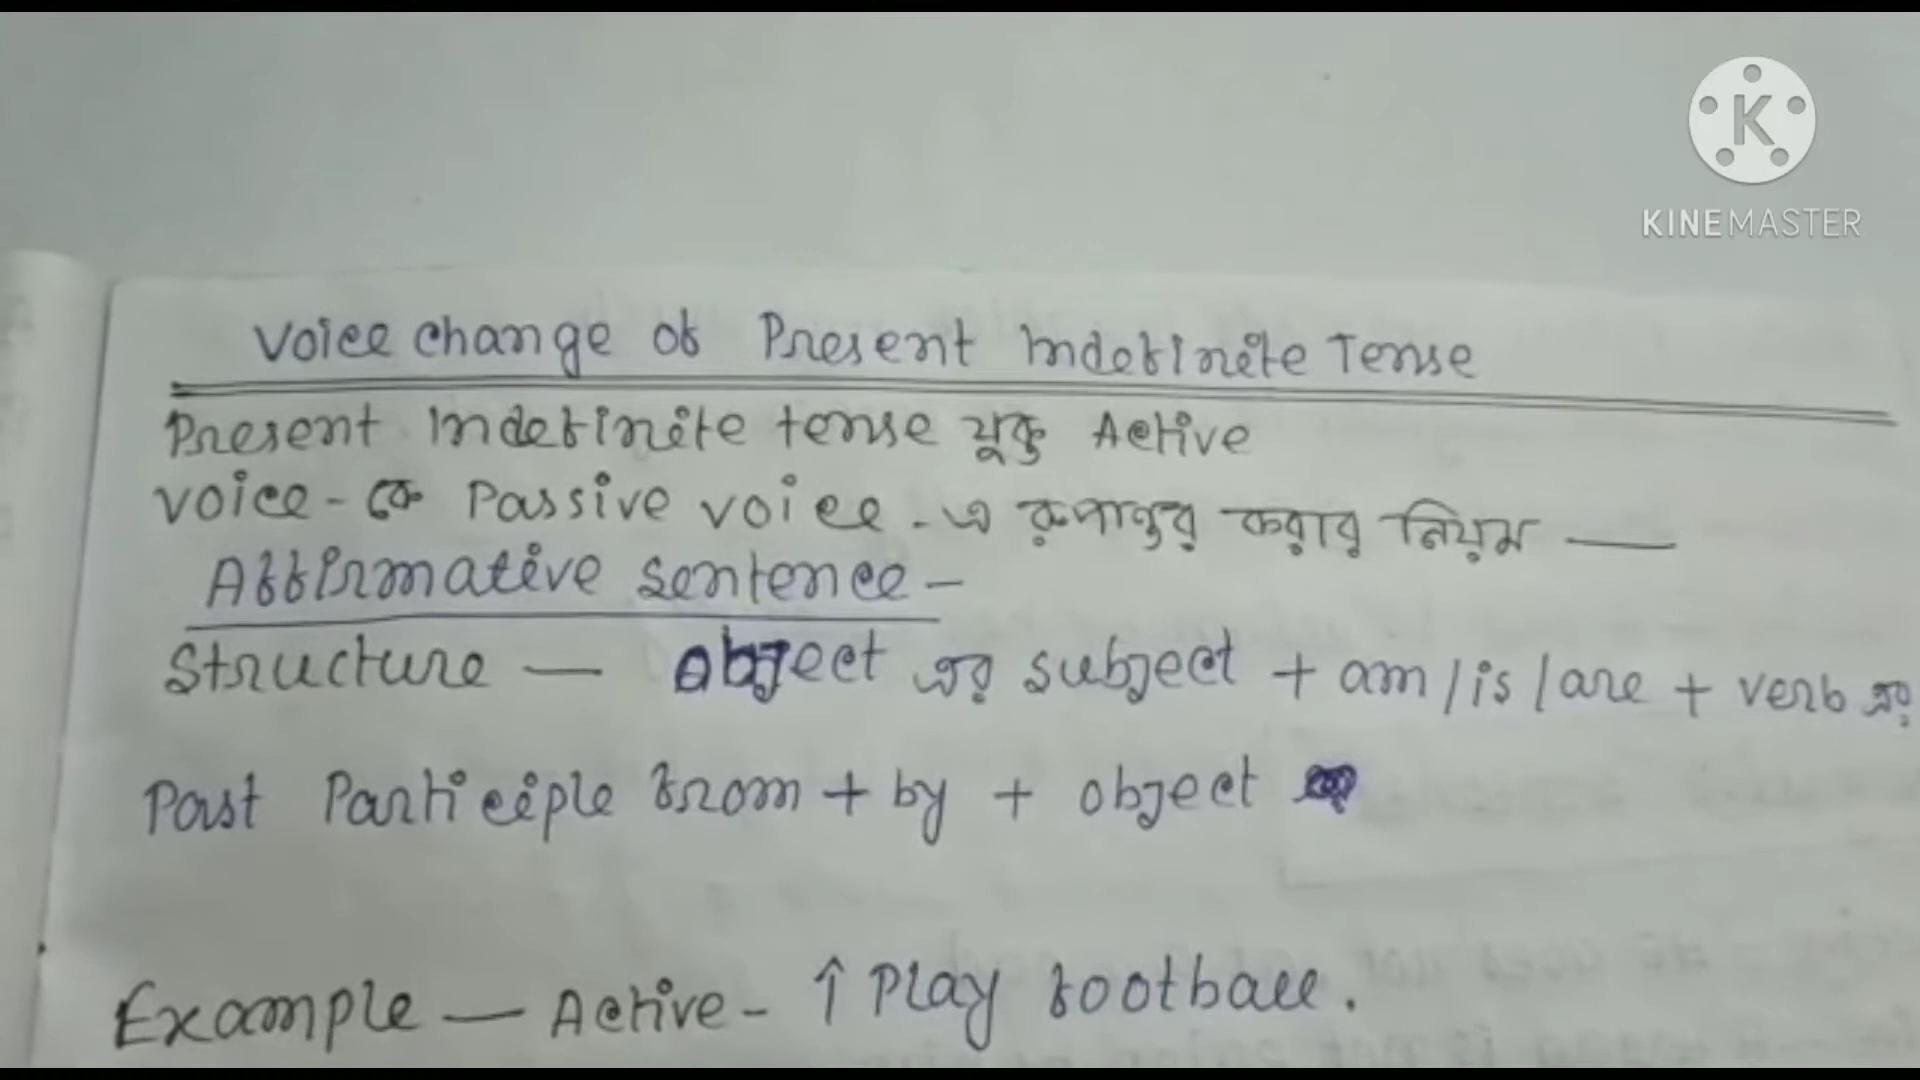 K
KINEMASTER
Voice change of Present Indefinite Tense
Present Indefinite tense যুক্ত Active
voice - কে Passive voice - এ রুপান্তর করার নিয়ম —
Affirmative sentence -
Structure — Object এর subject + am / is / are + verb এর
Past Participle from + by + object
Example — Active - I Play football.